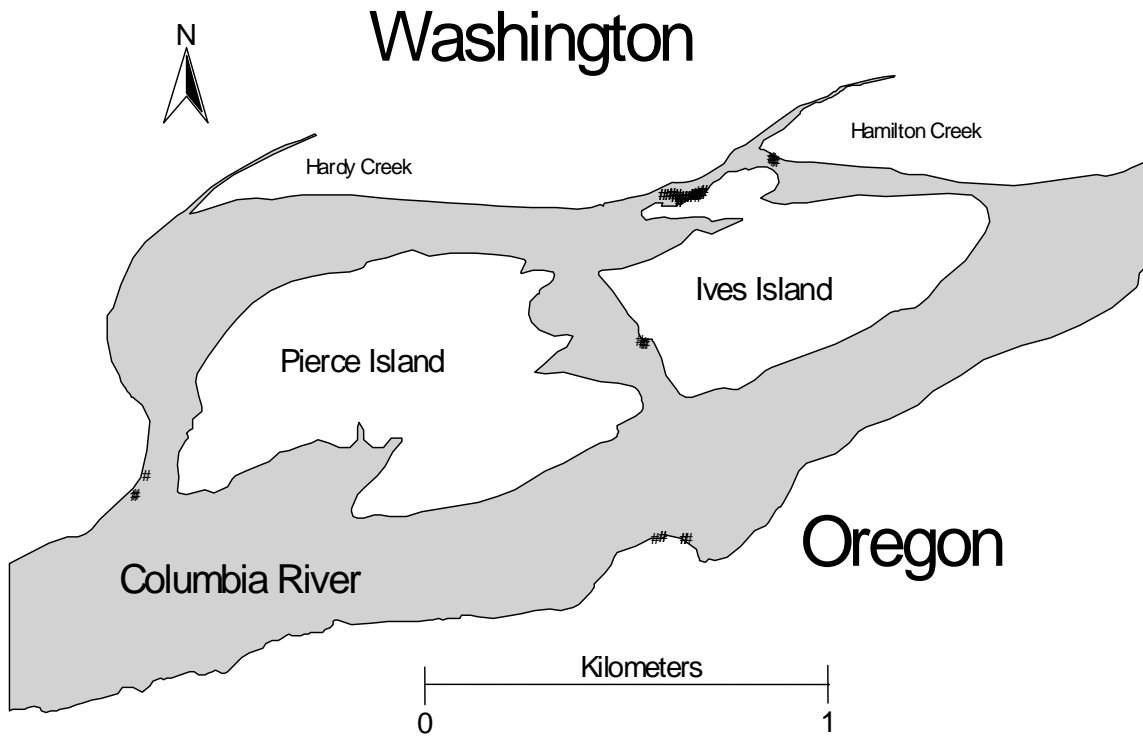 Washington
N
Hamilton Creek
Hardy Creek
Ives Island
Pierce Island
Oregon
Columbia River
Kilometers
0 1